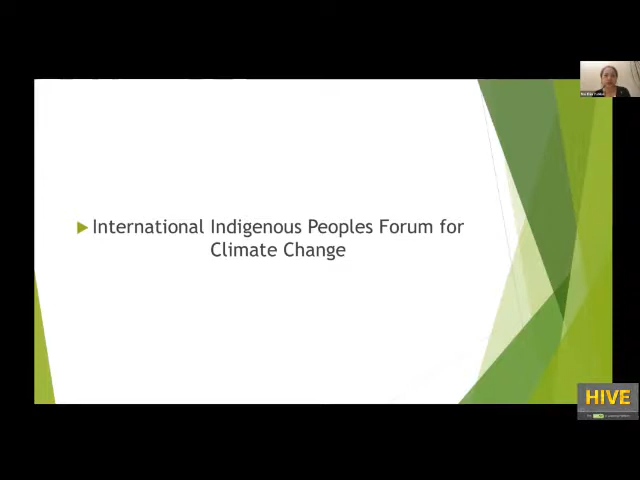 International Indigenous Peoples Forum for
Climate Change
HIVE